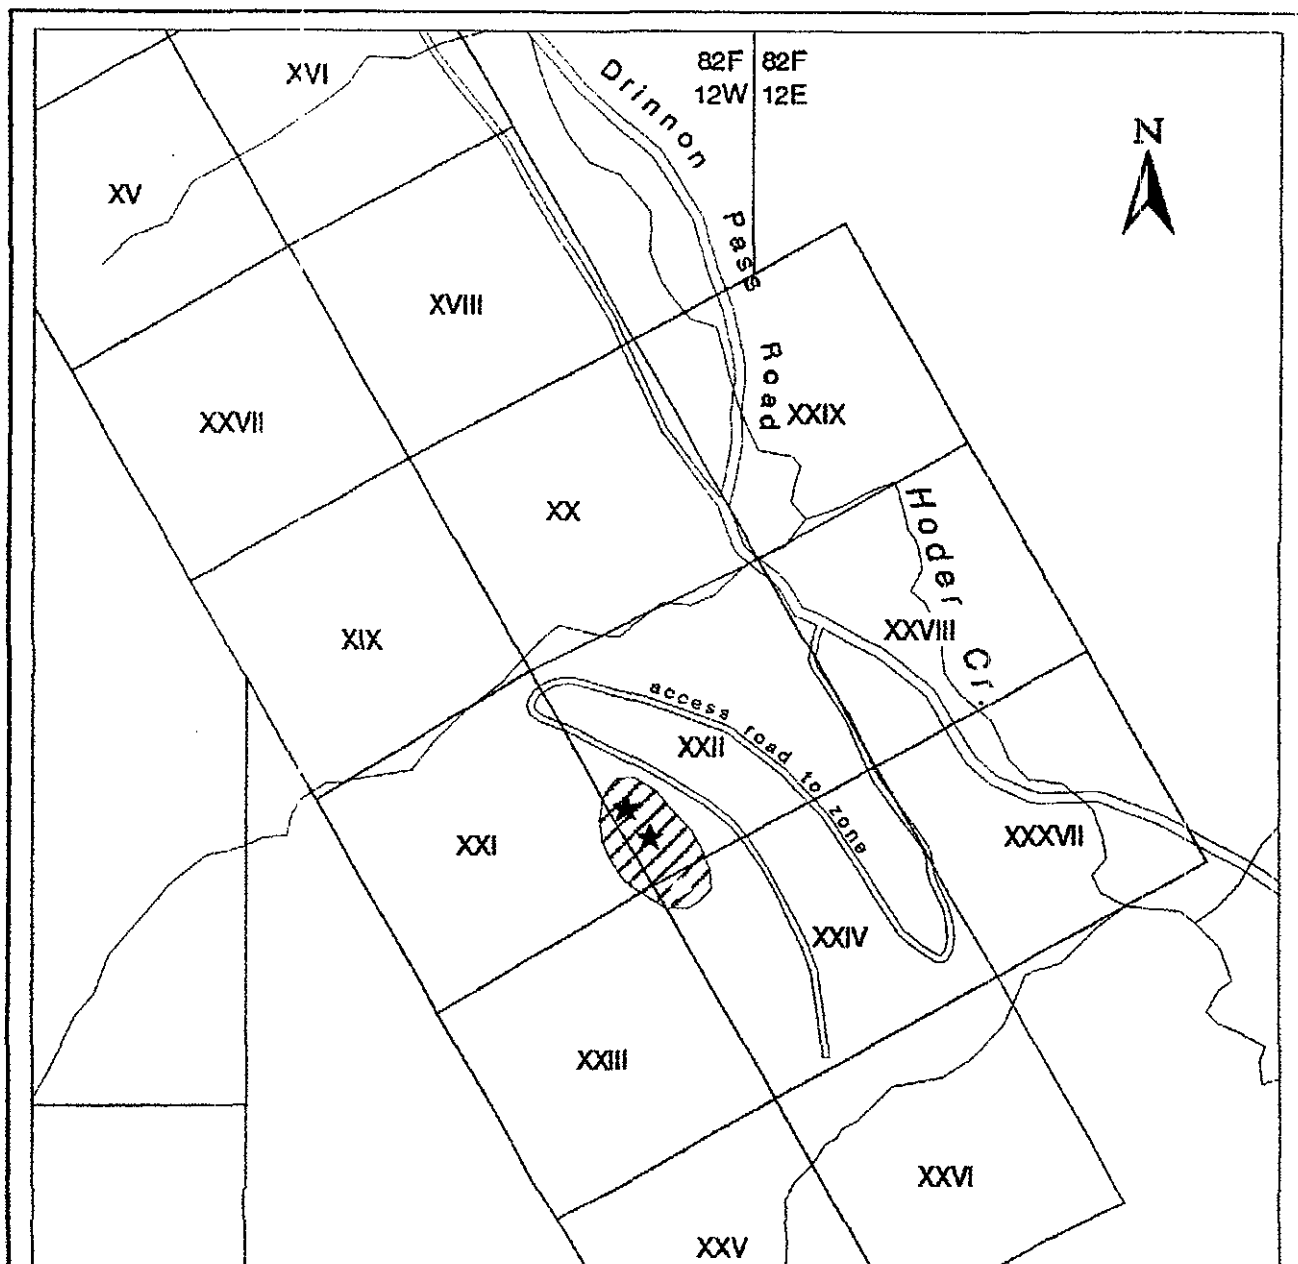 XVI
82F 82F
12W 12E
Drinnon Pass Road
N
XV
XVIII
XXVII
XXIX
XX
Hoder Cr.
XIX
XXVIII
access road to zone
XXII
XXI
XXXVII
XXIV
XXIII
XXVI
XXV